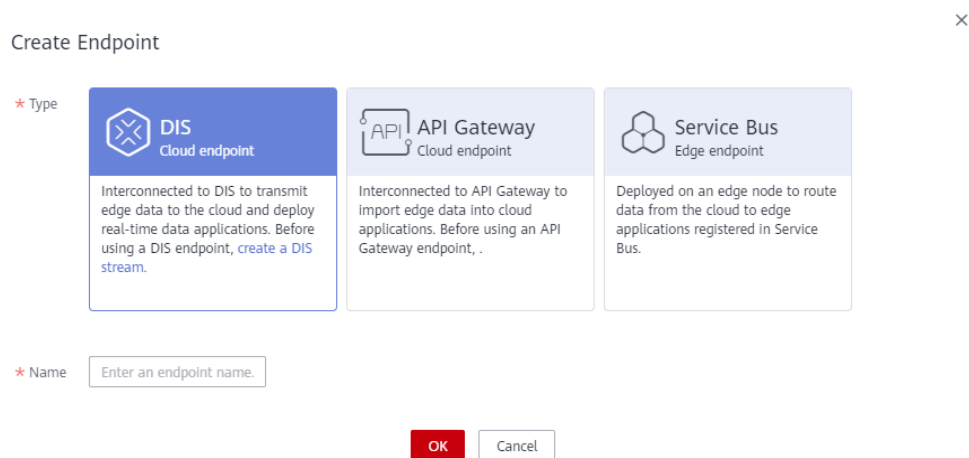 Create Endpoint
* Type
DIS
Cloud endpoint
Interconnected to DIS to transmit
edge data to the cloud and deploy
real-time data applications. Before
using a DIS endpoint, create a DIS
stream.
API
API Gateway
Cloud endpoint
Interconnected to API Gateway to
import edge data into cloud
applications. Before using an API
Gateway endpoint, .
Service Bus
Edge endpoint
Deployed on an edge node to route
data from the cloud to edge
applications registered in Service
Bus.
* Name
Enter an endpoint name.
OK
Cancel